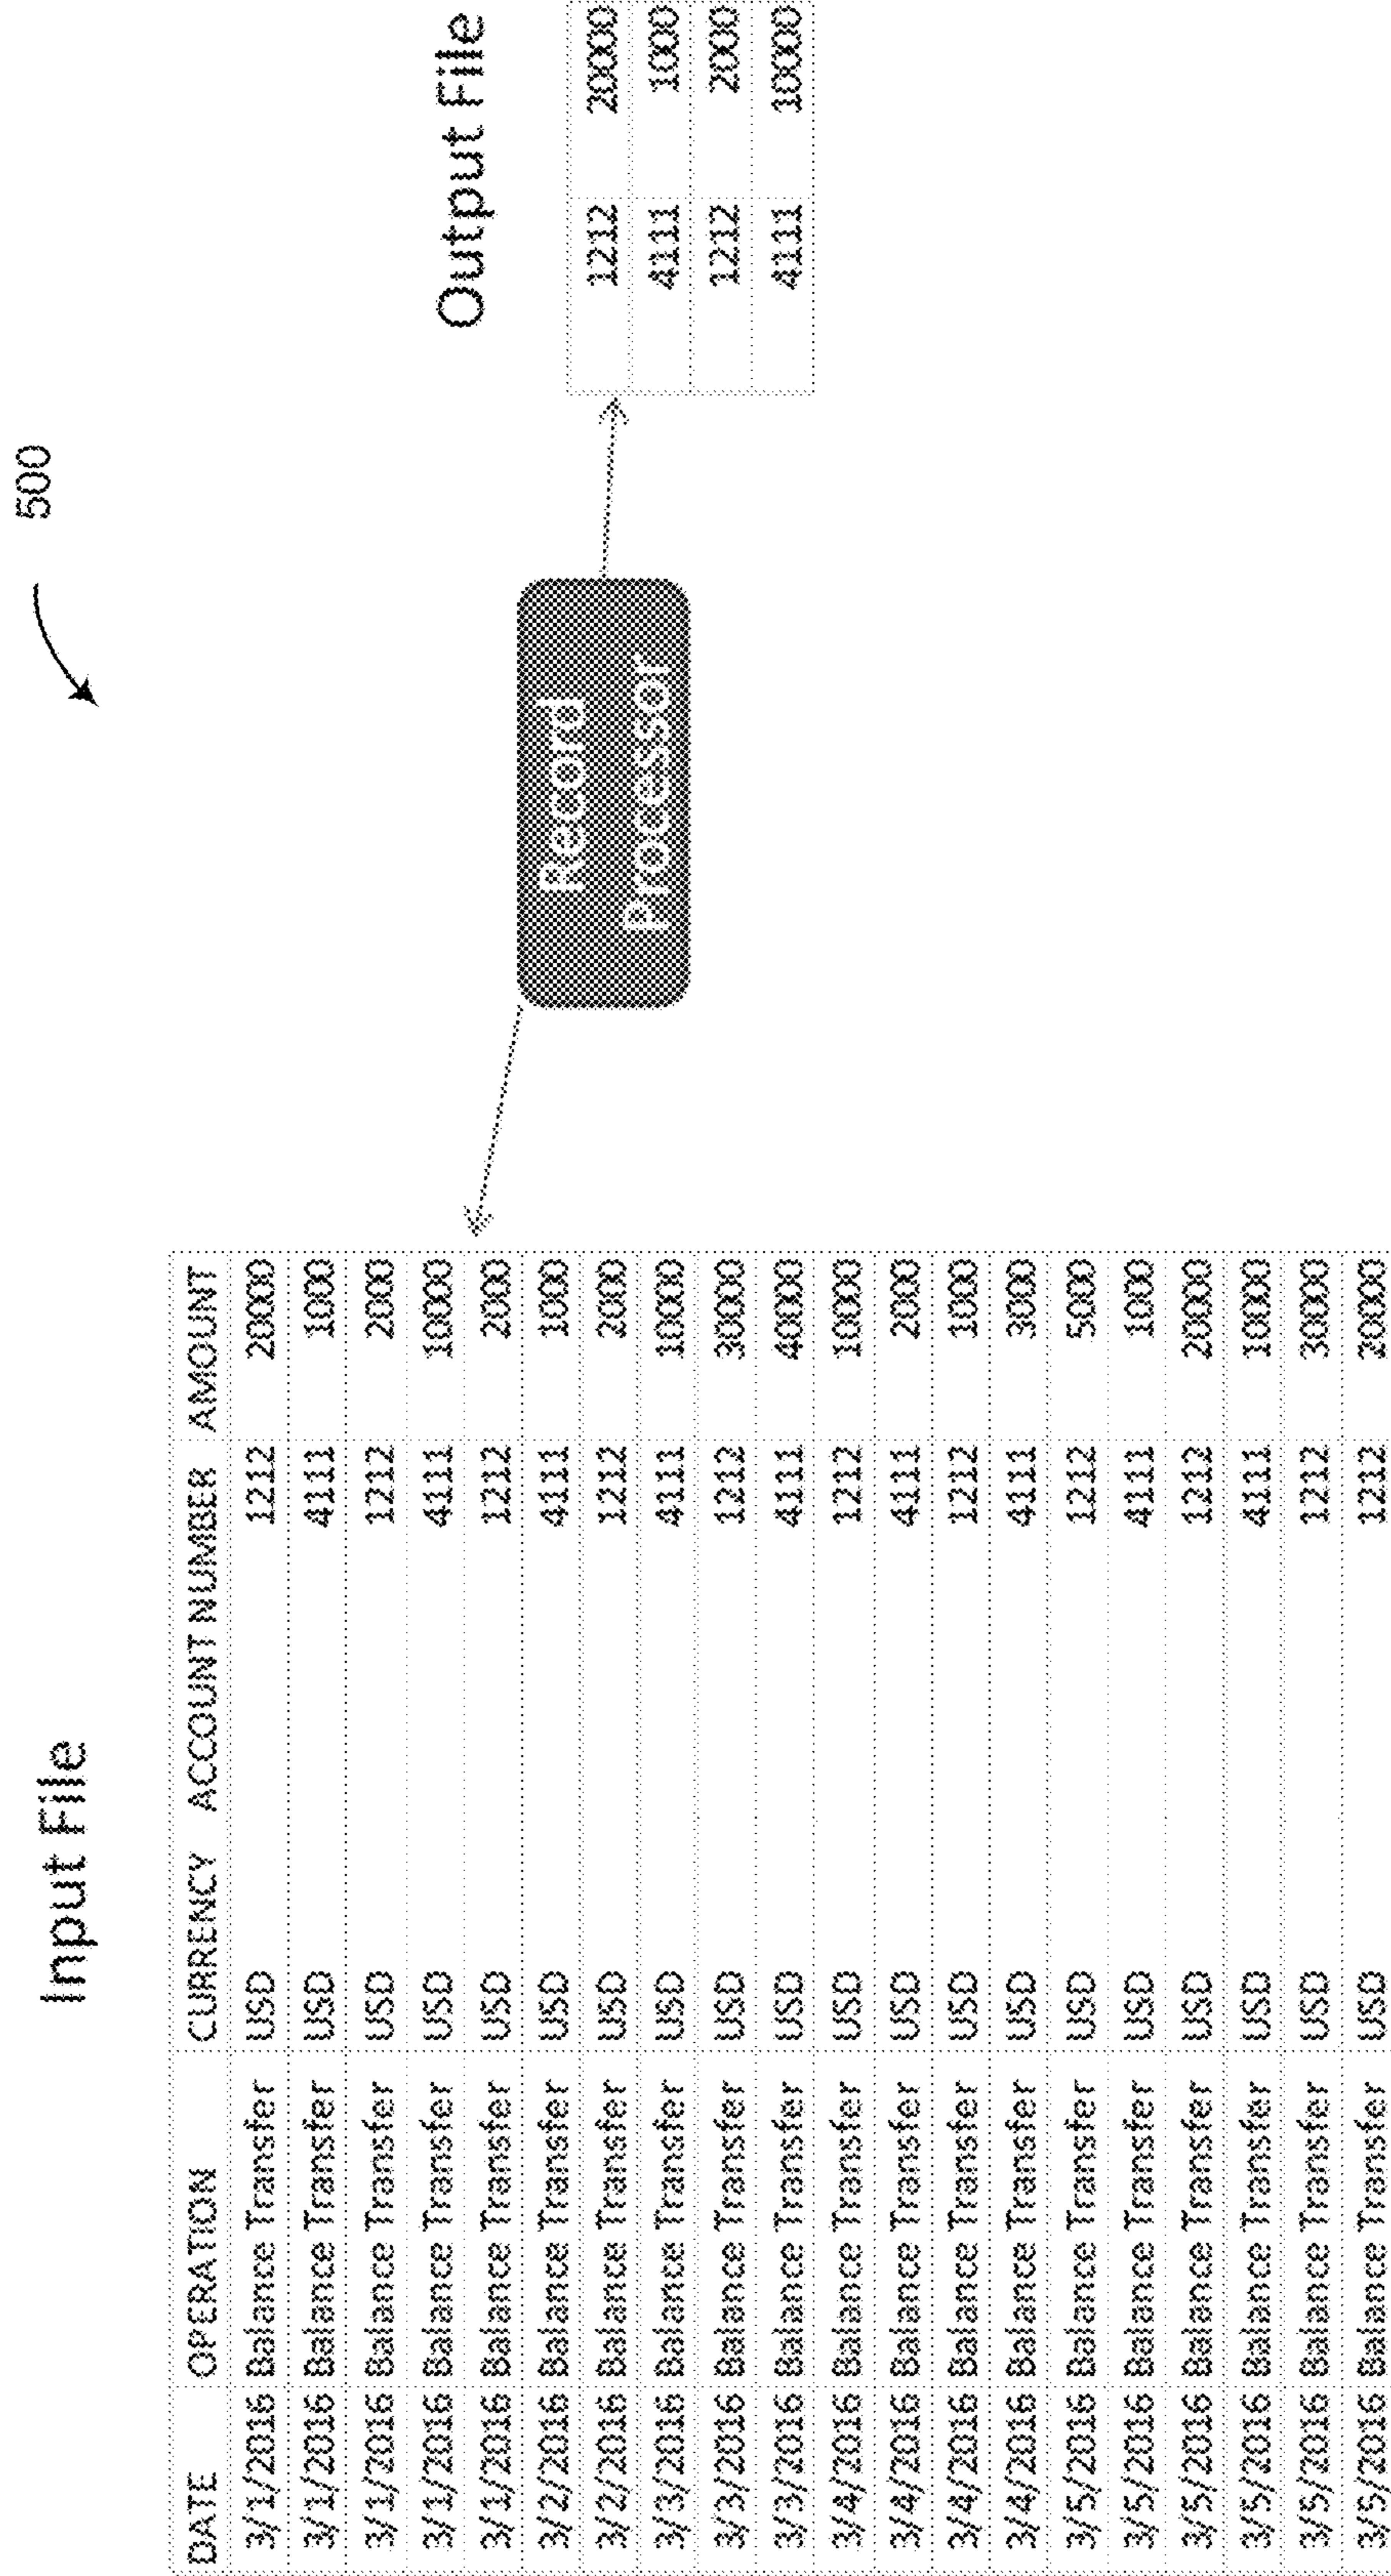 500
Input File
DATE OPERATION CURRENCY ACCOUNT NUMBER AMOUNT
3/1/2016 Balance Transfer USD 1212 20000
3/1/2016 Balance Transfer USD 4111 1000
3/1/2016 Balance Transfer USD 1212 2000
3/1/2016 Balance Transfer USD 4111 10000
3/1/2016 Balance Transfer USD 1212 2000
3/2/2016 Balance Transfer USD 4111 1000
3/2/2016 Balance Transfer USD 1212 2000
3/3/2016 Balance Transfer USD 4111 10000
3/3/2016 Balance Transfer USD 1212 30000
3/3/2016 Balance Transfer USD 4111 40000
3/4/2016 Balance Transfer USD 1212 10000
3/4/2016 Balance Transfer USD 4111 2000
3/4/2016 Balance Transfer USD 1212 1000
3/4/2016 Balance Transfer USD 4111 3000
3/5/2016 Balance Transfer USD 1212 5000
3/5/2016 Balance Transfer USD 4111 1000
3/5/2016 Balance Transfer USD 1212 20000
3/5/2016 Balance Transfer USD 4111 10000
3/5/2016 Balance Transfer USD 1212 30000
3/5/2016 Balance Transfer USD 1212 20000
Record
Processor
Output File
1212 20000
4111 1000
1212 2000
4111 10000